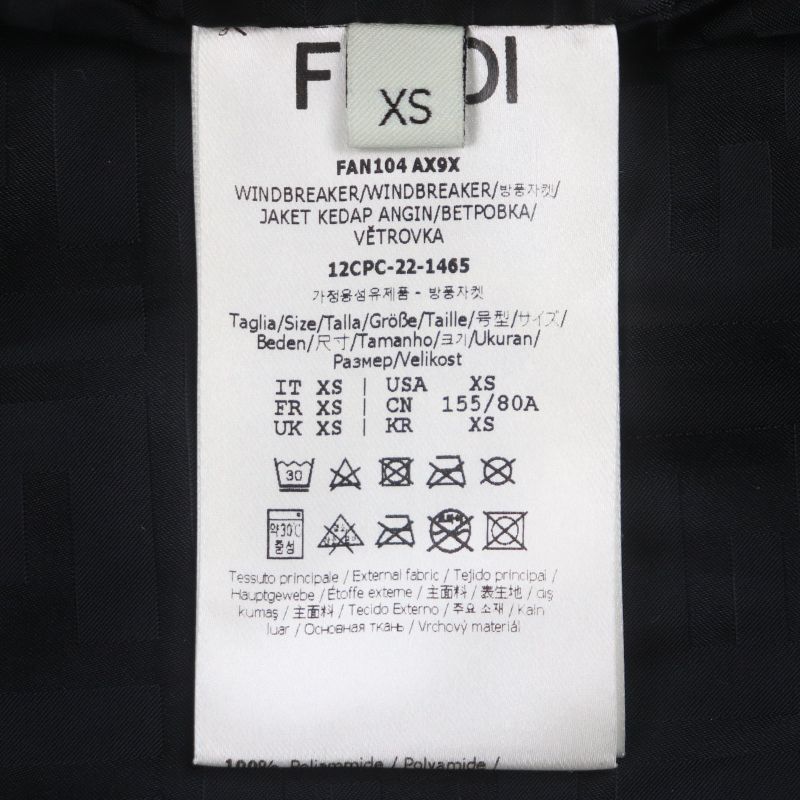 F DI
XS
FAN104 AX9X
WINDBREAKER/WINDBREAKER/방풍자켓/
JAKET KEDAP ANGIN/ВЕТРОВКА/
VĚTROVKA
12CPC-22-1465
가정용섬유제품 - 방풍자켓
Taglia/Size/Talla/Größe/Taille/号型/サイズ/
Beden/尺寸/Tamanho/크기/Ukuran/
Размер/Velikost
IT XS | USA XS
FR XS | CN 155/80A
UK XS | KR XS
30
약30℃
중성
Tessuto principale / External fabric / Tejido principal /
Hauptgewebe / Étoffe externe / 主面料 / 表生地 / dış
kumaş / 主面料 / Tecido Externo / 주요 소재 / Kain
luar / Основная ткань / Vrchový materiál
100% Poliammide / Polyamide /